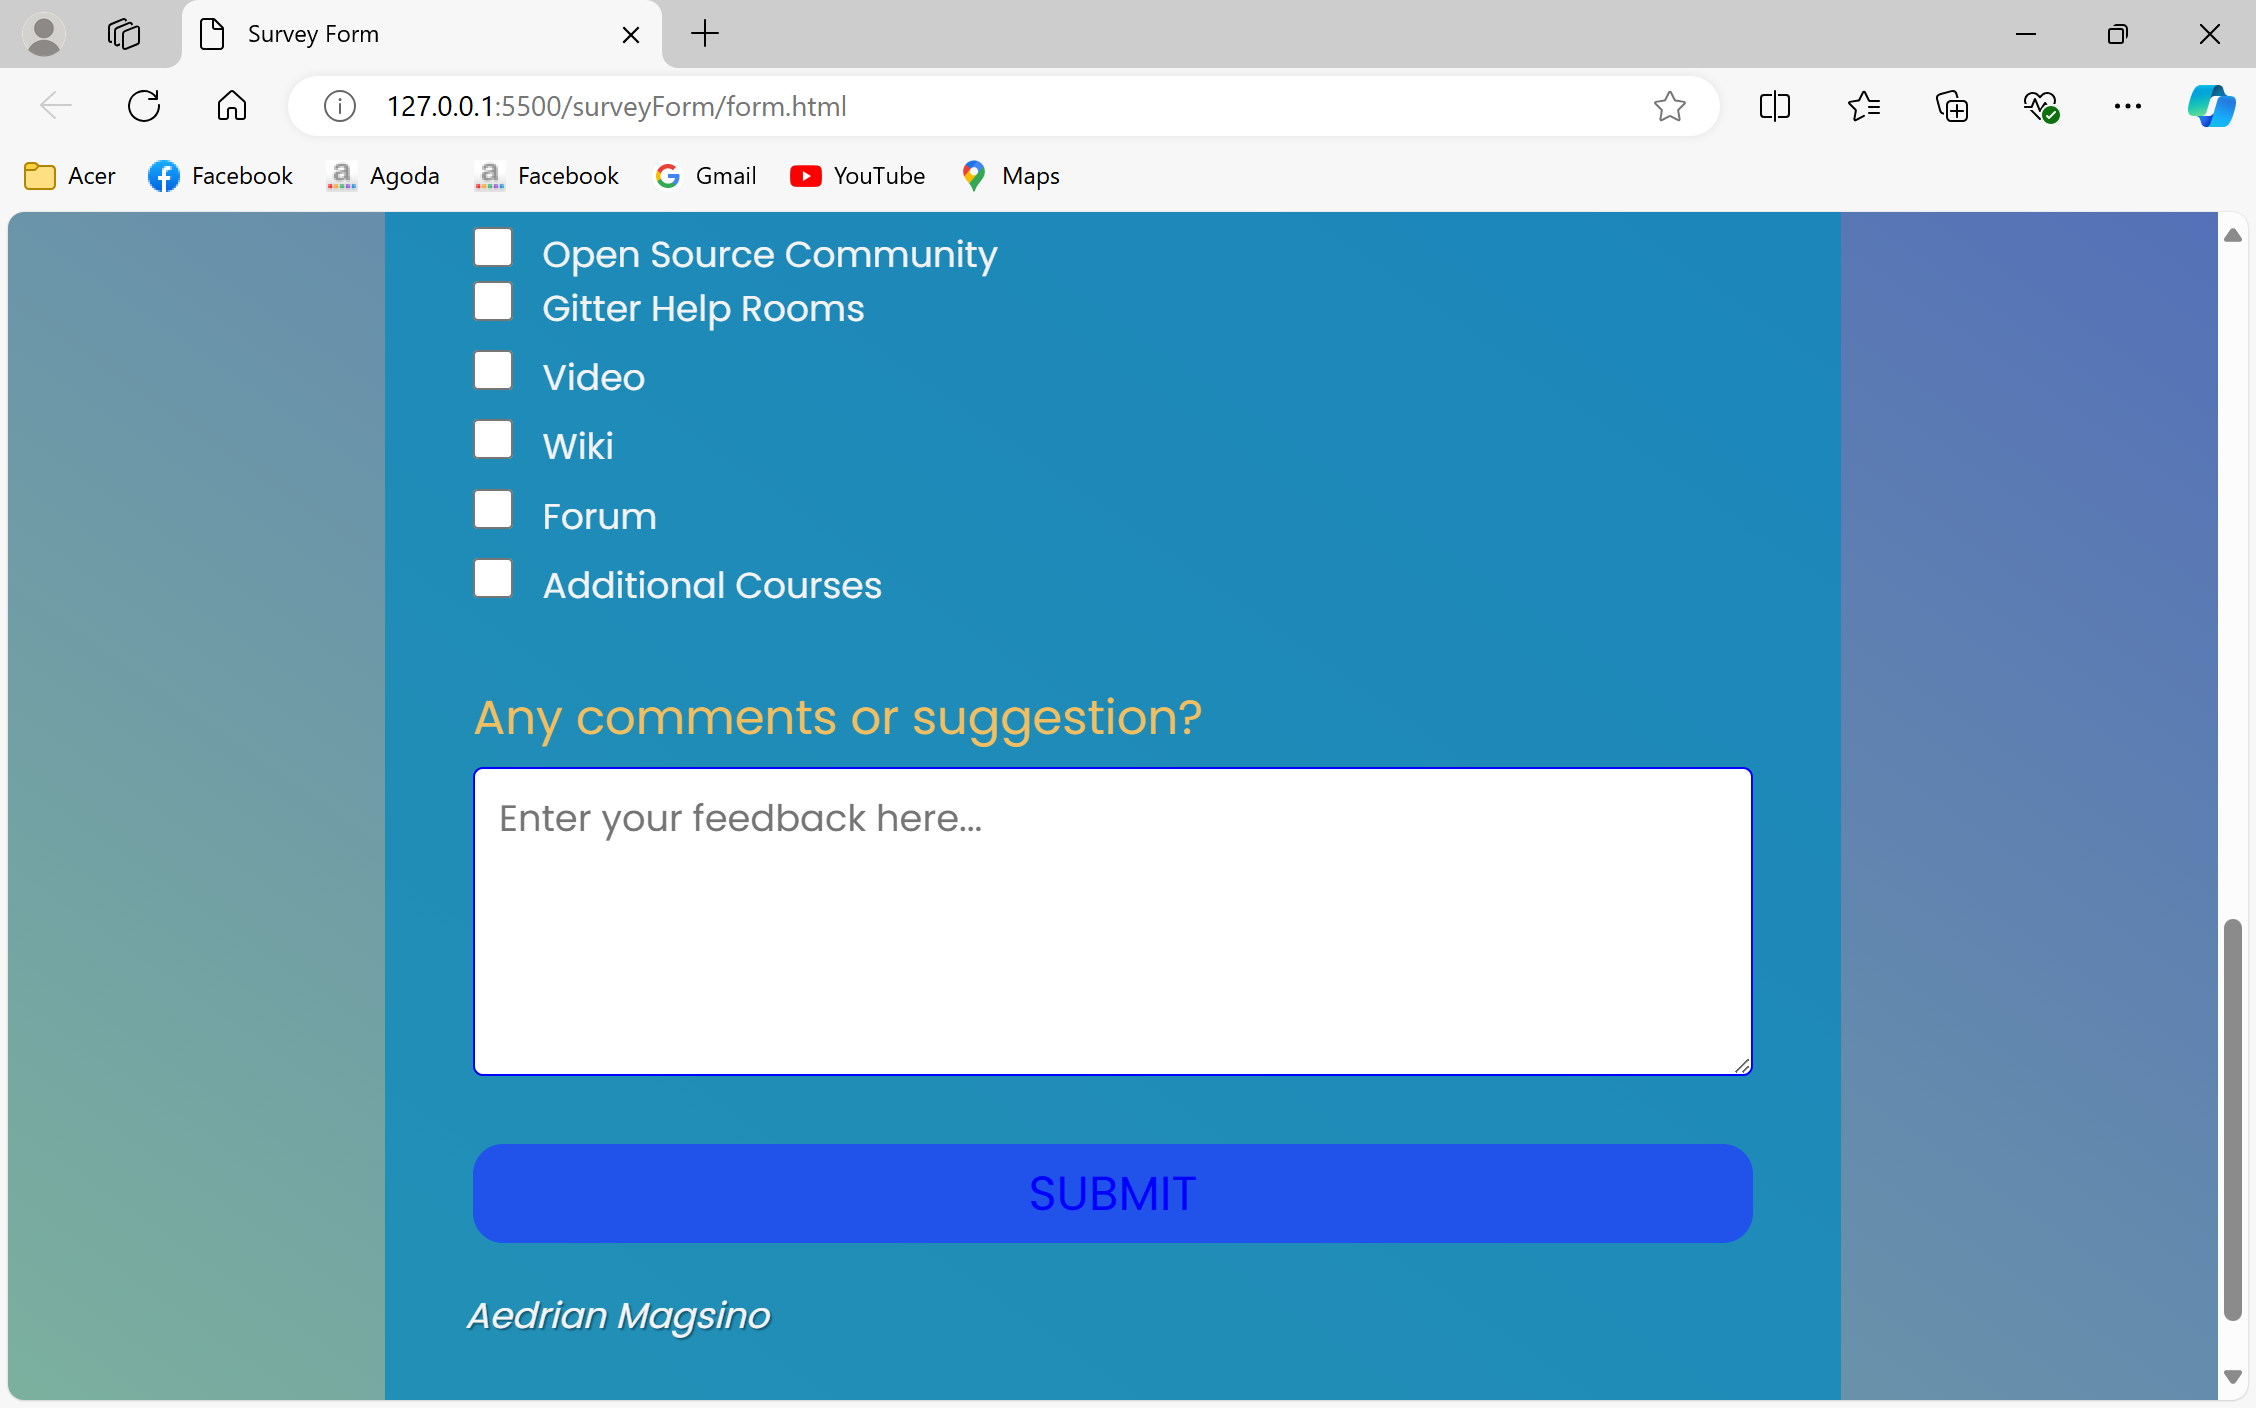 Survey Form
127.0.0.1:5500/surveyForm/form.html
Acer Facebook Agoda Facebook Gmail YouTube Maps
Open Source Community
Gitter Help Rooms
Video
Wiki
Forum
Additional Courses
Any comments or suggestion?
Enter your feedback here...
SUBMIT
Aedrian Magsino